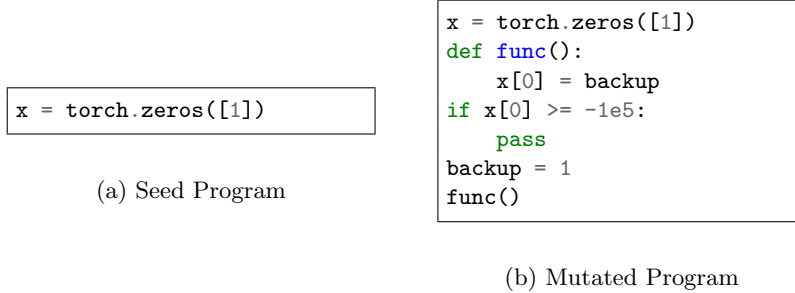 x = torch.zeros([1])
(a) Seed Program
x = torch.zeros([1])
def func():
    x[0] = backup
if x[0] >= -1e5:
    pass
backup = 1
func()
(b) Mutated Program